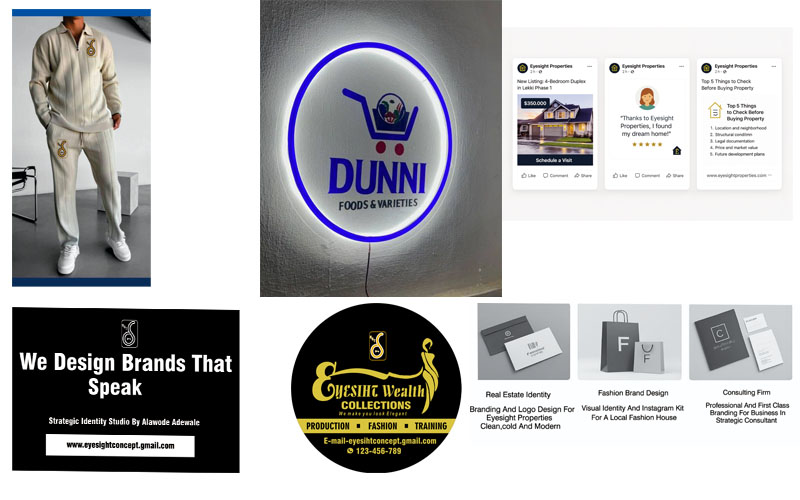 DUNNI
FOODS & VARIETIES
Eyesight Properties
New Listing: 4-Bedroom Duplex
in Lekki Phase 1
$350.000
Schedule a Visit
Like Comment Share
Eyesight Properties
"Thanks to Eyesight
Properties, I found
my dream home!"
Like Comment Share
Eyesight Properties
Top 5 Things to Check
Before Buying Property
Top 5 Things
to Check Before
Buying Property
1. Location and neighborhood
2. Structural condition
3. Legal documentation
4. Price and market value
5. Future development plans
www.eyesightproperties.com
Like Comment Share
We Design Brands That
Speak
Strategic Identity Studio By Alawode Adewale
www.eyesightconcept.gmail.com
EYESIHT Wealth
COLLECTIONS
We make you look Elegant
PRODUCTION FASHION TRAINING
E-mail-eyesihtconcept.gmail.com
123-456-789
Real Estate Identity
Branding And Logo Design For
Eyesight Properties
Clean,cold And Modern
F
F
Fashion Brand Design
Visual Identity And Instagram Kit
For A Local Fashion House
C
Consulting Firm
Professional And First Class
Branding For Business In
Strategic Consultant